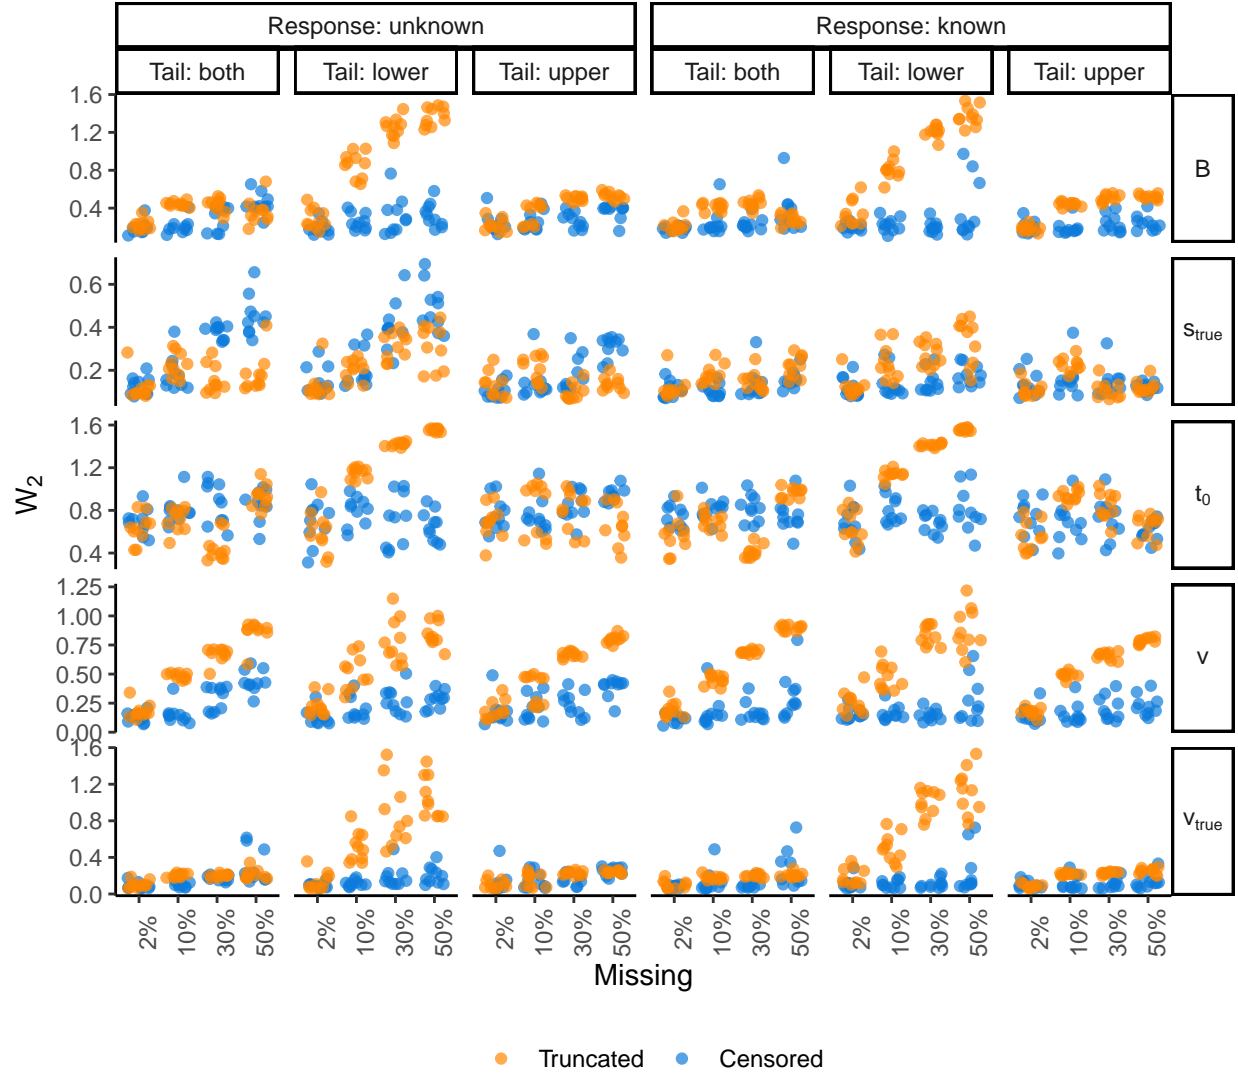 Response: unknown Response: known
Tail: both Tail: lower Tail: upper Tail: both Tail: lower Tail: upper
1.6
1.2
0.8
0.4
B
0.6
0.4
0.2
s_true
1.6
1.2
0.8
0.4
t_0
W_2
1.25
1.00
0.75
0.50
0.25
0.00
v
1.6
1.2
0.8
0.4
0.0
v_true
2% 10% 30% 50% 2% 10% 30% 50% 2% 10% 30% 50% 2% 10% 30% 50% 2% 10% 30% 50% 2% 10% 30% 50%
Missing
Truncated Censored